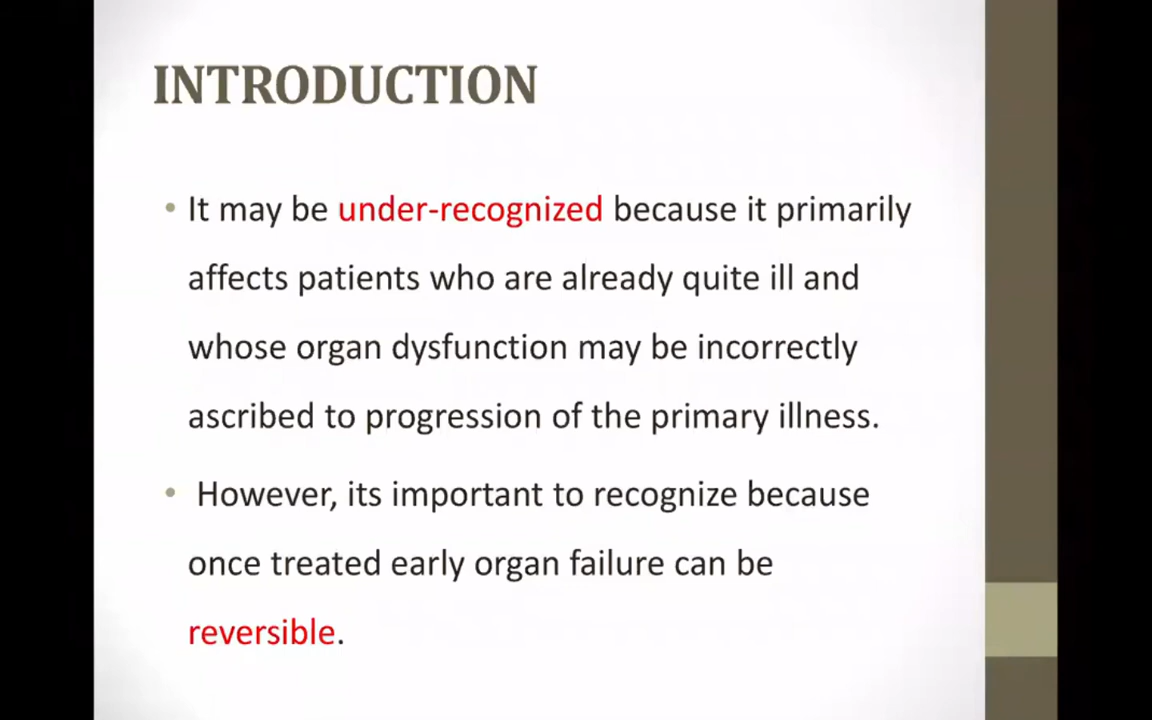 INTRODUCTION
• It may be under-recognized because it primarily
affects patients who are already quite ill and
whose organ dysfunction may be incorrectly
ascribed to progression of the primary illness.
• However, its important to recognize because
once treated early organ failure can be
reversible.